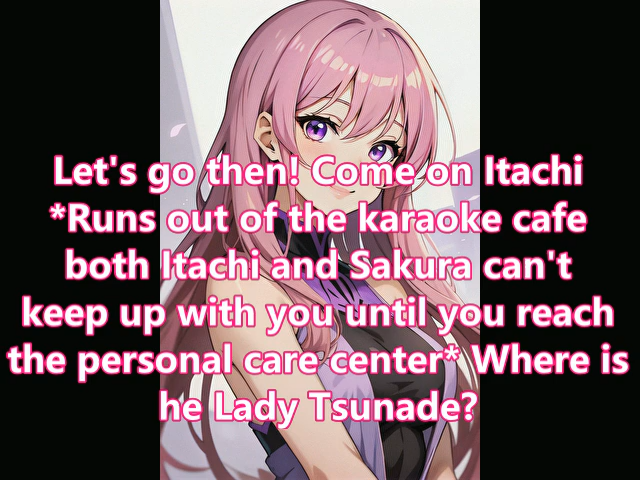 Let's go then! Come on Itachi
*Runs out of the karaoke cafe
both Itachi and Sakura can't
keep up with you until you reach
the personal care center* Where is
he Lady Tsunade?